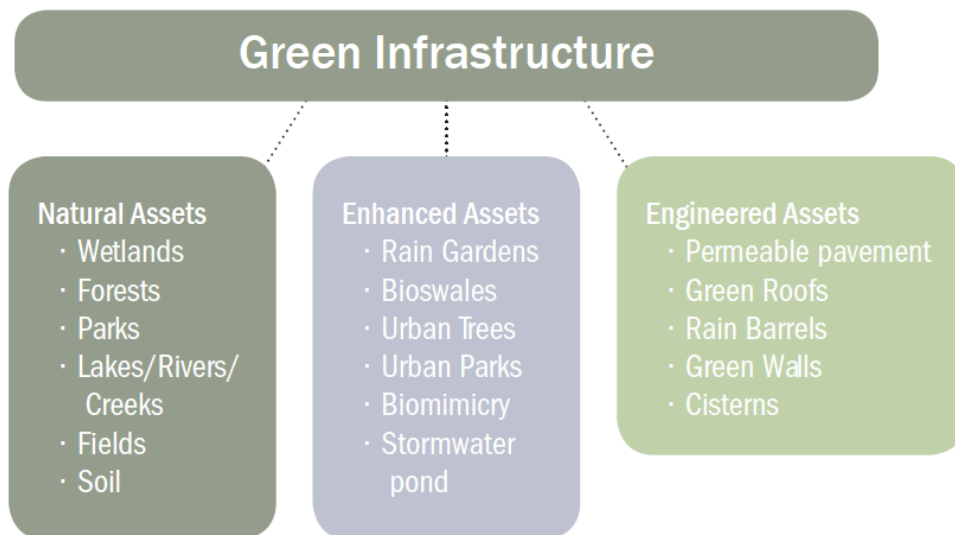 Green Infrastructure
Natural Assets
· Wetlands
· Forests
· Parks
· Lakes/Rivers/
Creeks
· Fields
· Soil
Enhanced Assets
· Rain Gardens
· Bioswales
· Urban Trees
· Urban Parks
· Biomimicry
· Stormwater
pond
Engineered Assets
· Permeable pavement
· Green Roofs
· Rain Barrels
· Green Walls
· Cisterns